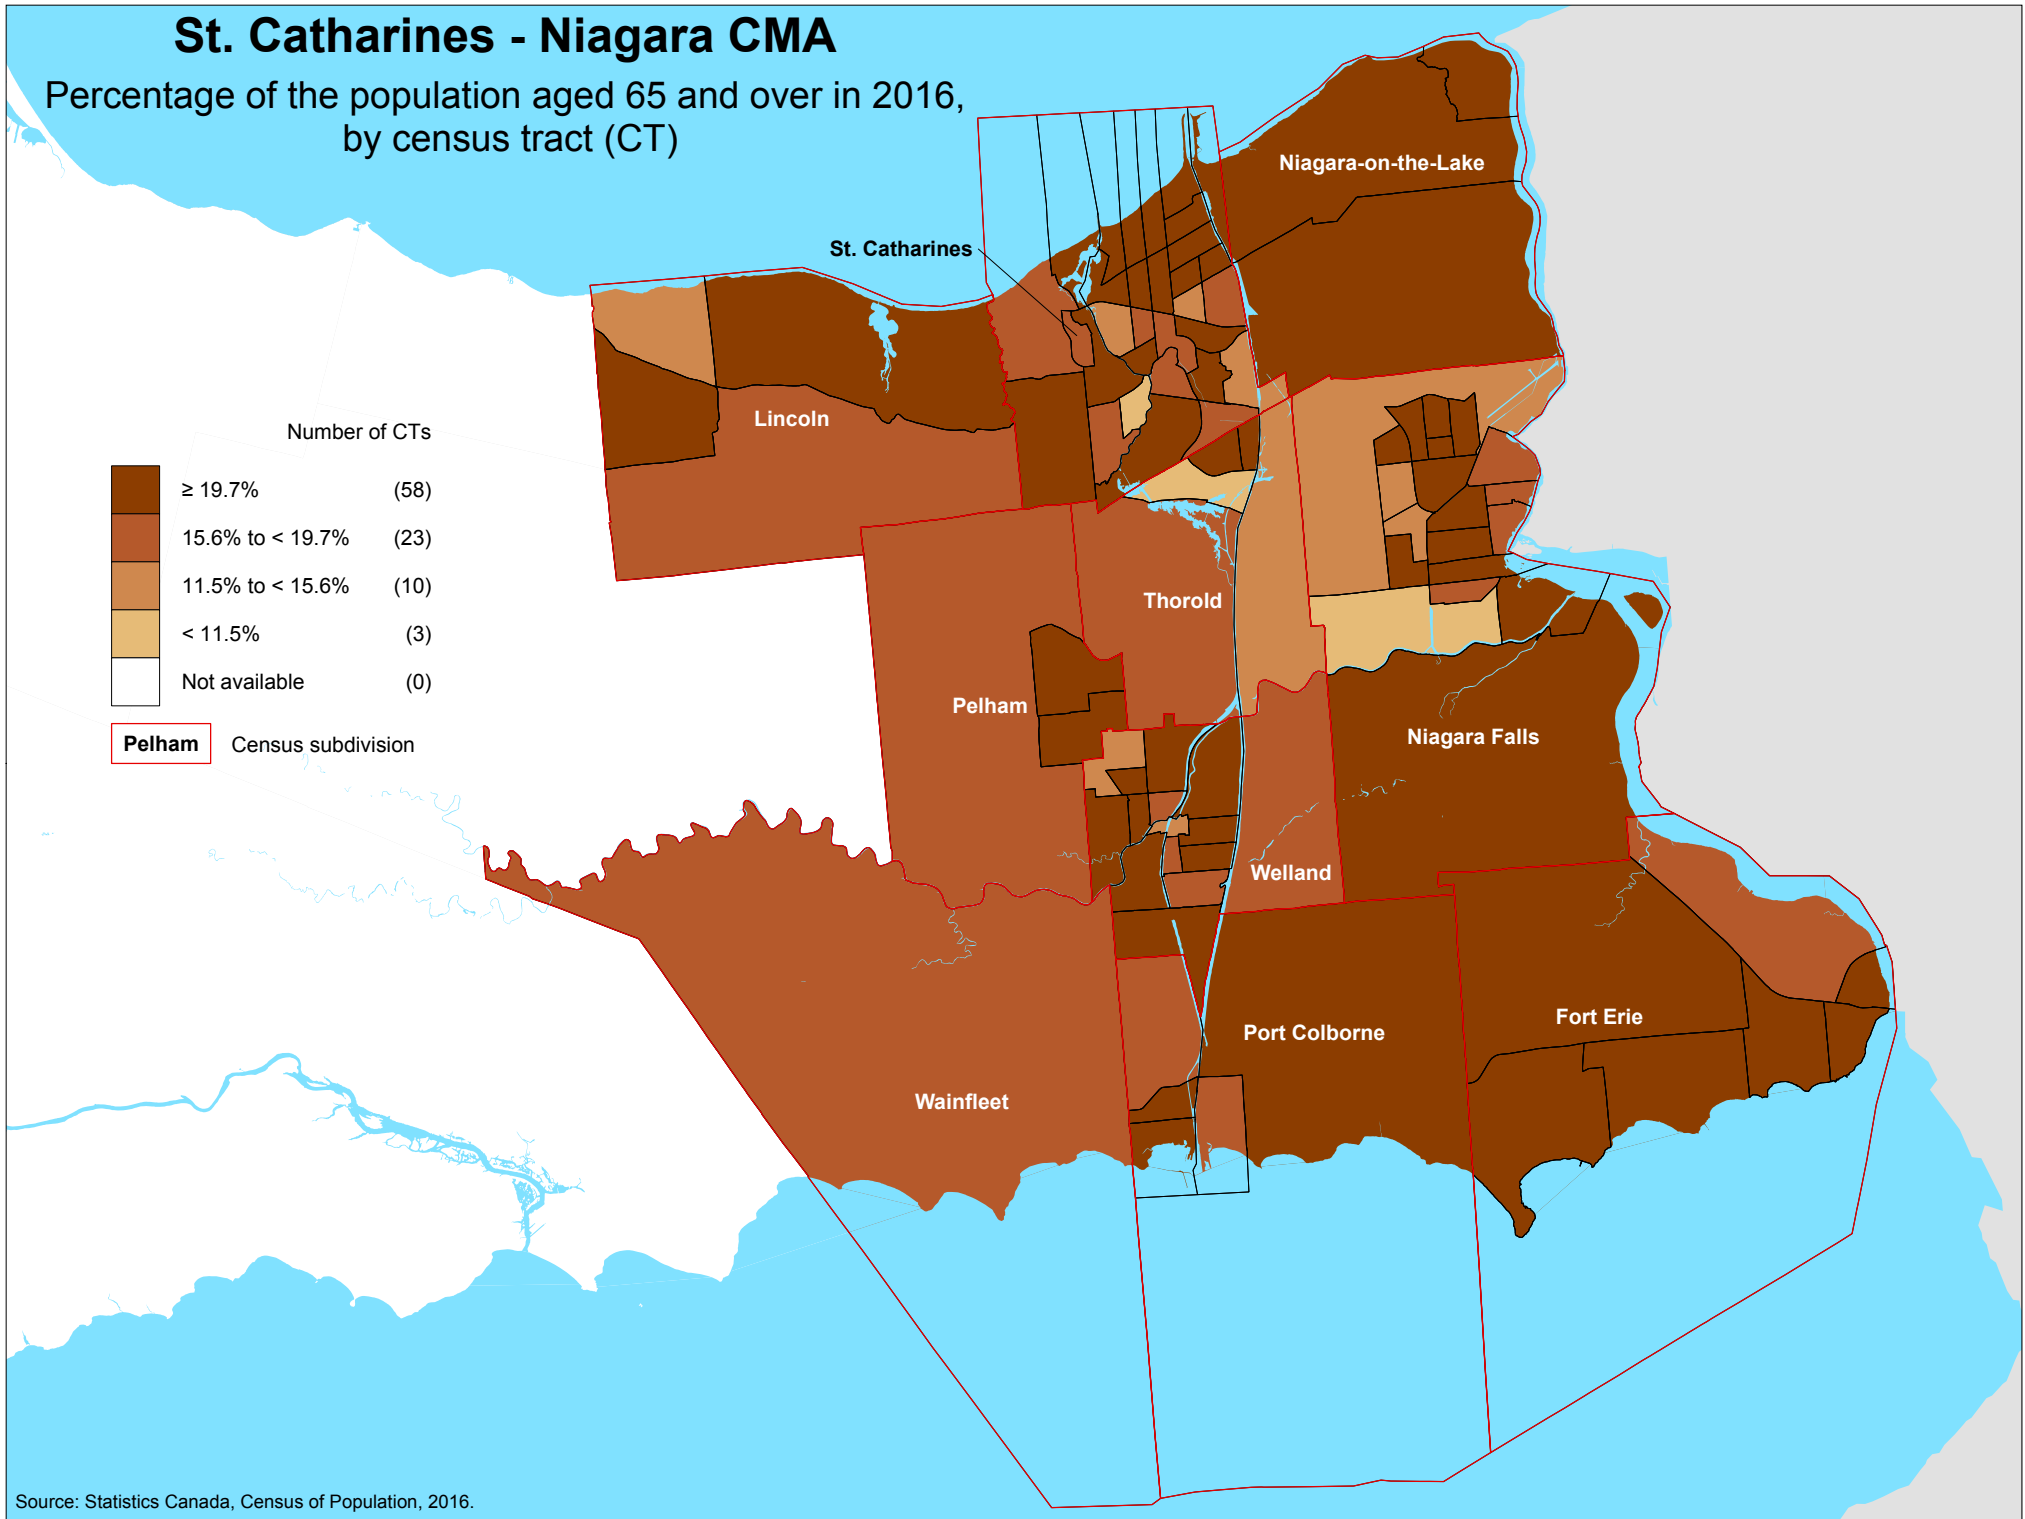 St. Catharines - Niagara CMA
Percentage of the population aged 65 and over in 2016,
by census tract (CT)
Niagara-on-the-Lake
St. Catharines
Lincoln
Number of CTs
≥ 19.7% (58)
15.6% to < 19.7% (23)
11.5% to < 15.6% (10)
< 11.5% (3)
Not available (0)
Pelham Census subdivision
Thorold
Pelham
Niagara Falls
Welland
Fort Erie
Port Colborne
Wainfleet
Source: Statistics Canada, Census of Population, 2016.